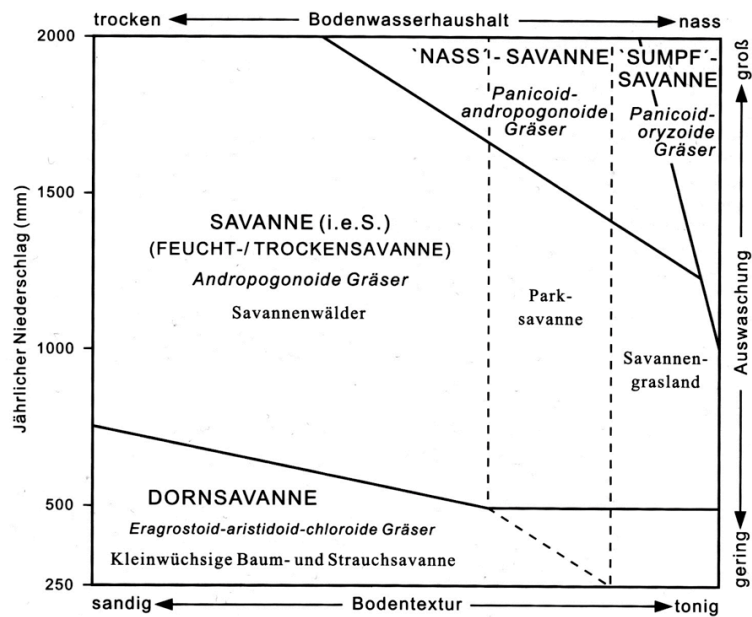 trocken Bodenwasserhaushalt nass
2000
1500
1000
500
250
Jährlicher Niederschlag (mm)
`NASS´- SAVANNE
Panicoid-
andropogonoide
Gräser
`SUMPF´-
SAVANNE
Panicoid-
oryzoide
Gräser
SAVANNE (i.e.S.)
(FEUCHT-/ TROCKENSAVANNE)
Andropogonoide Gräser
Savannenwälder
Park-
savanne
Savannen-
grasland
DORNSAVANNE
Eragrostoid-aristidoid-chloroide Gräser
Kleinwüchsige Baum- und Strauchsavanne
groß
Auswaschung
gering
sandig Bodentextur tonig